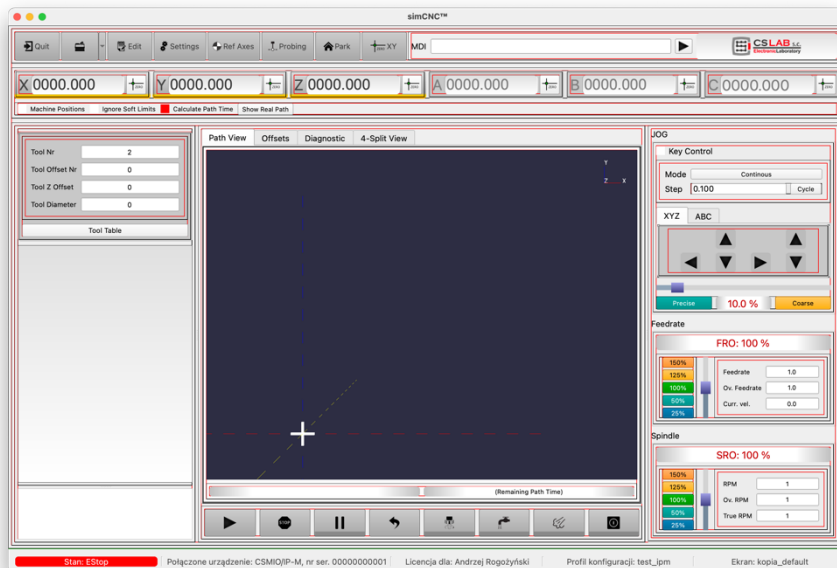 simCNC™
Quit Edit Settings Ref Axes Probing Park XY MDI CSLAB s.c.
ElectronicLaboratory
X 0000.000 Y 0000.000 Z 0000.000 A 0000.000 B 0000.000 C 0000.000
Machine Positions Ignore Soft Limits Calculate Path Time Show Real Path
Tool Nr 2
Tool Offset Nr 0
Tool Z Offset 0
Tool Diameter 0
Tool Table
Path View Offsets Diagnostic 4-Split View
Y
Z X
(Remaining Path Time)
STOP
JOG
Key Control
Mode Continous
Step 0.100 Cycle
XYZ ABC
Precise 10.0 % Coarse
Feedrate
FRO: 100 %
150%
125%
100%
50%
25%
Feedrate 1.0
Ov. Feedrate 1.0
Curr. vel. 0.0
Spindle
SRO: 100 %
150%
125%
100%
50%
25%
RPM 1
Ov. RPM 1
True RPM 1
Stan: EStop Połączone urządzenie: CSMIO/IP-M, nr ser. 00000000001 Licencja dla: Andrzej Rogożyński Profil konfiguracji: test_ipm Ekran: kopia_default